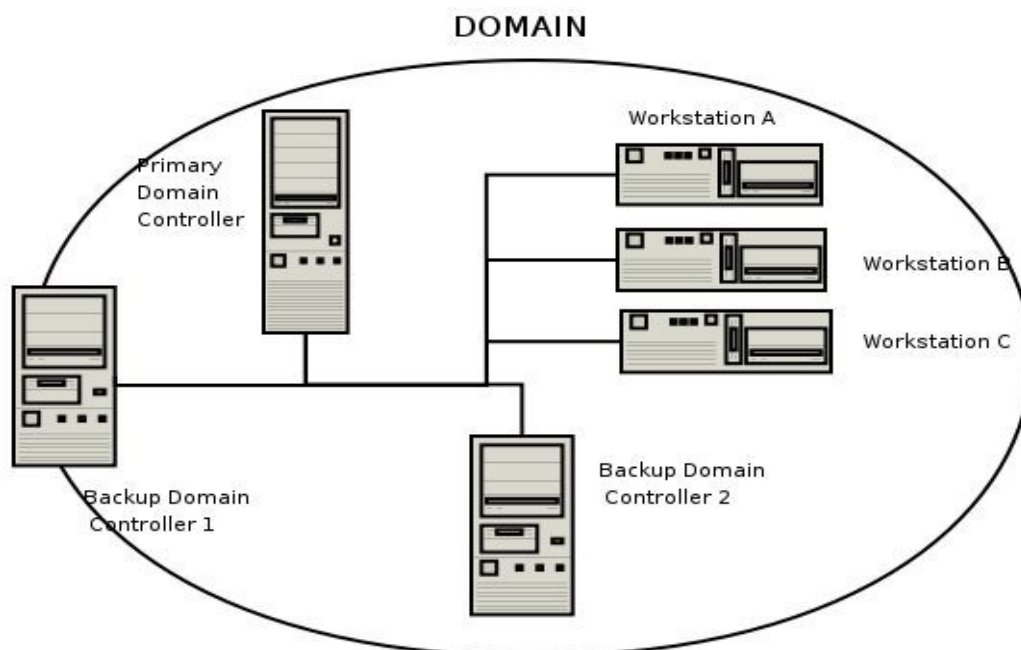 DOMAIN
Workstation A
Primary
Domain
Controller
Workstation B
Workstation C
Backup Domain
Controller 2
Backup Domain
Controller 1